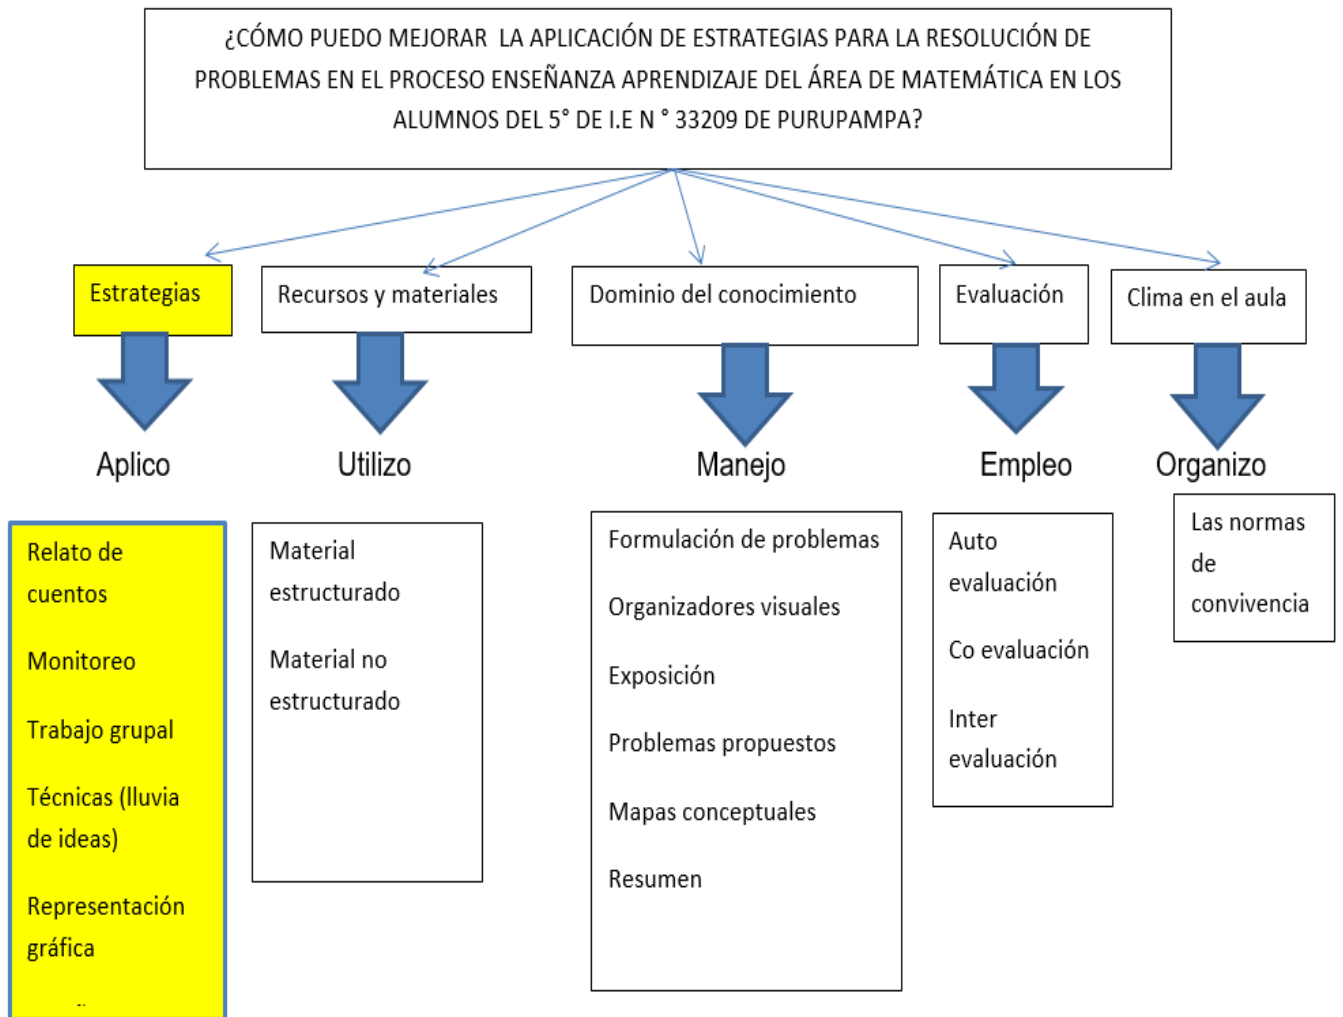 ¿CÓMO PUEDO MEJORAR LA APLICACIÓN DE ESTRATEGIAS PARA LA RESOLUCIÓN DE
PROBLEMAS EN EL PROCESO ENSEÑANZA APRENDIZAJE DEL ÁREA DE MATEMÁTICA EN LOS
ALUMNOS DEL 5° DE I.E N ° 33209 DE PURUPAMPA?
Estrategias
Recursos y materiales
Dominio del conocimiento
Evaluación
Clima en el aula
Aplico
Utilizo
Manejo
Empleo
Organizo
Relato de
cuentos
Monitoreo
Trabajo grupal
Técnicas (lluvia
de ideas)
Representación
gráfica
Material
estructurado
Material no
estructurado
Formulación de problemas
Organizadores visuales
Exposición
Problemas propuestos
Mapas conceptuales
Resumen
Auto
evaluación
Co evaluación
Inter
evaluación
Las normas
de
convivencia